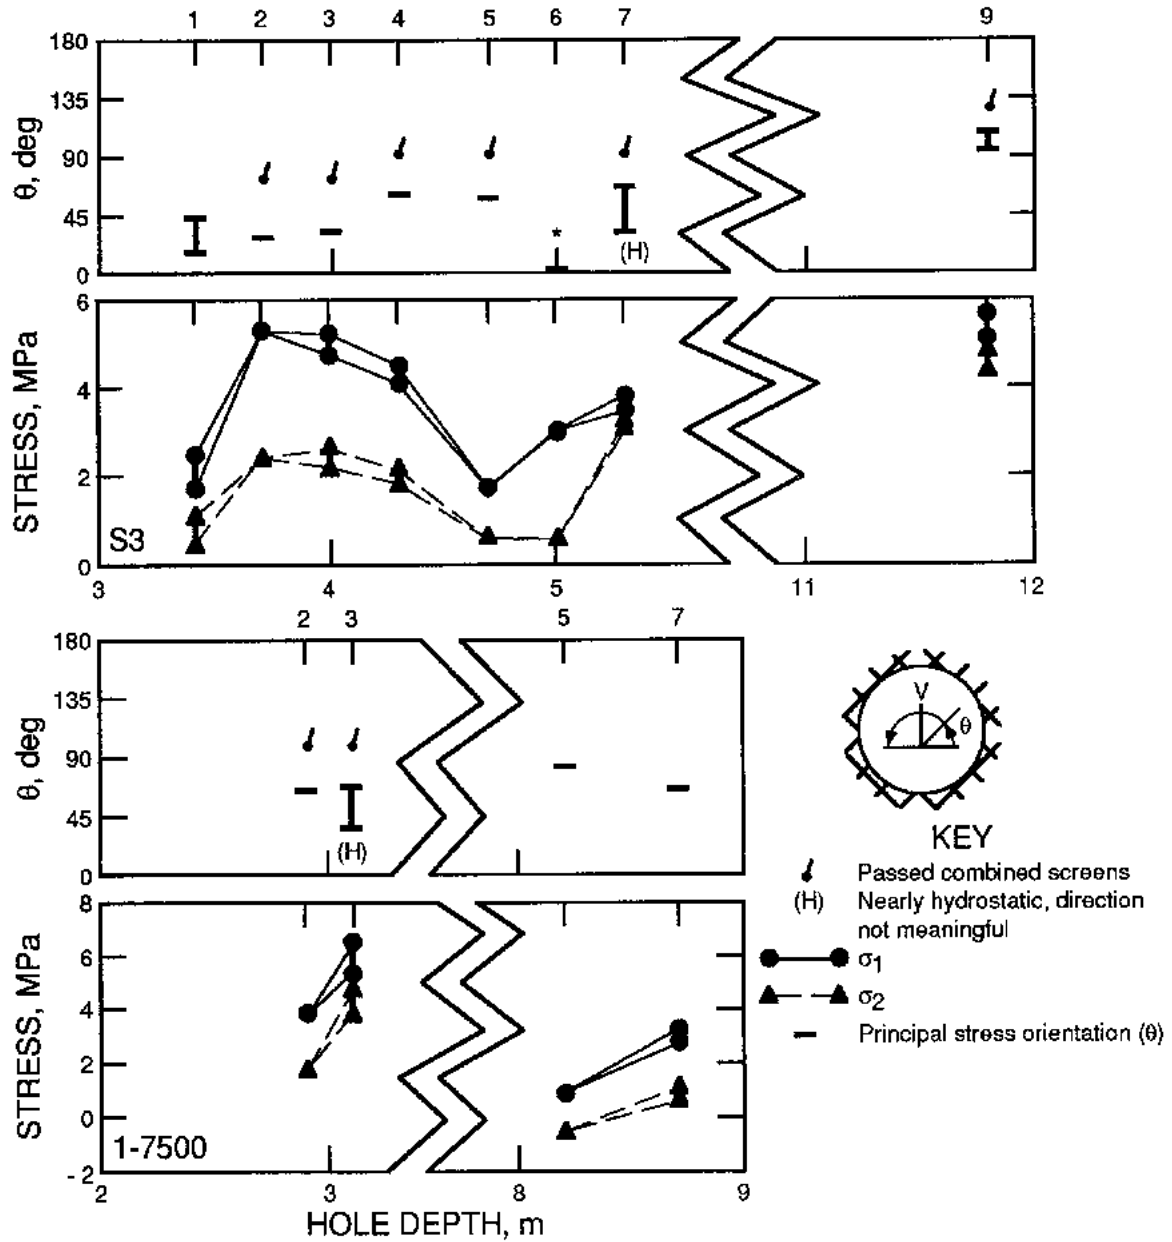 1 2 3 4 5 6 7 9
180
135
90
45
0
θ, deg
*
(H)
6
4
2
0
STRESS, MPa
S3
3 4 5 11 12
2 3 5 7
180
135
90
45
0
θ, deg
(H)
8
6
4
2
0
- 2
STRESS, MPa
1-7500
2 3 8 9
HOLE DEPTH, m
V
θ
KEY
Passed combined screens
(H) Nearly hydrostatic, direction
not meaningful
σ1
σ2
Principal stress orientation (θ)